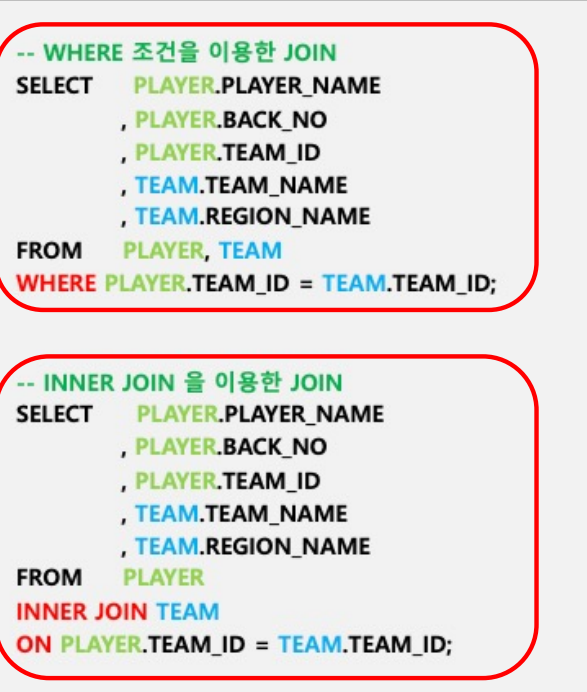 -- WHERE 조건을 이용한 JOIN
SELECT PLAYER.PLAYER_NAME
, PLAYER.BACK_NO
, PLAYER.TEAM_ID
, TEAM.TEAM_NAME
, TEAM.REGION_NAME
FROM PLAYER, TEAM
WHERE PLAYER.TEAM_ID = TEAM.TEAM_ID;
-- INNER JOIN 을 이용한 JOIN
SELECT PLAYER.PLAYER_NAME
, PLAYER.BACK_NO
, PLAYER.TEAM_ID
, TEAM.TEAM_NAME
, TEAM.REGION_NAME
FROM PLAYER
INNER JOIN TEAM
ON PLAYER.TEAM_ID = TEAM.TEAM_ID;